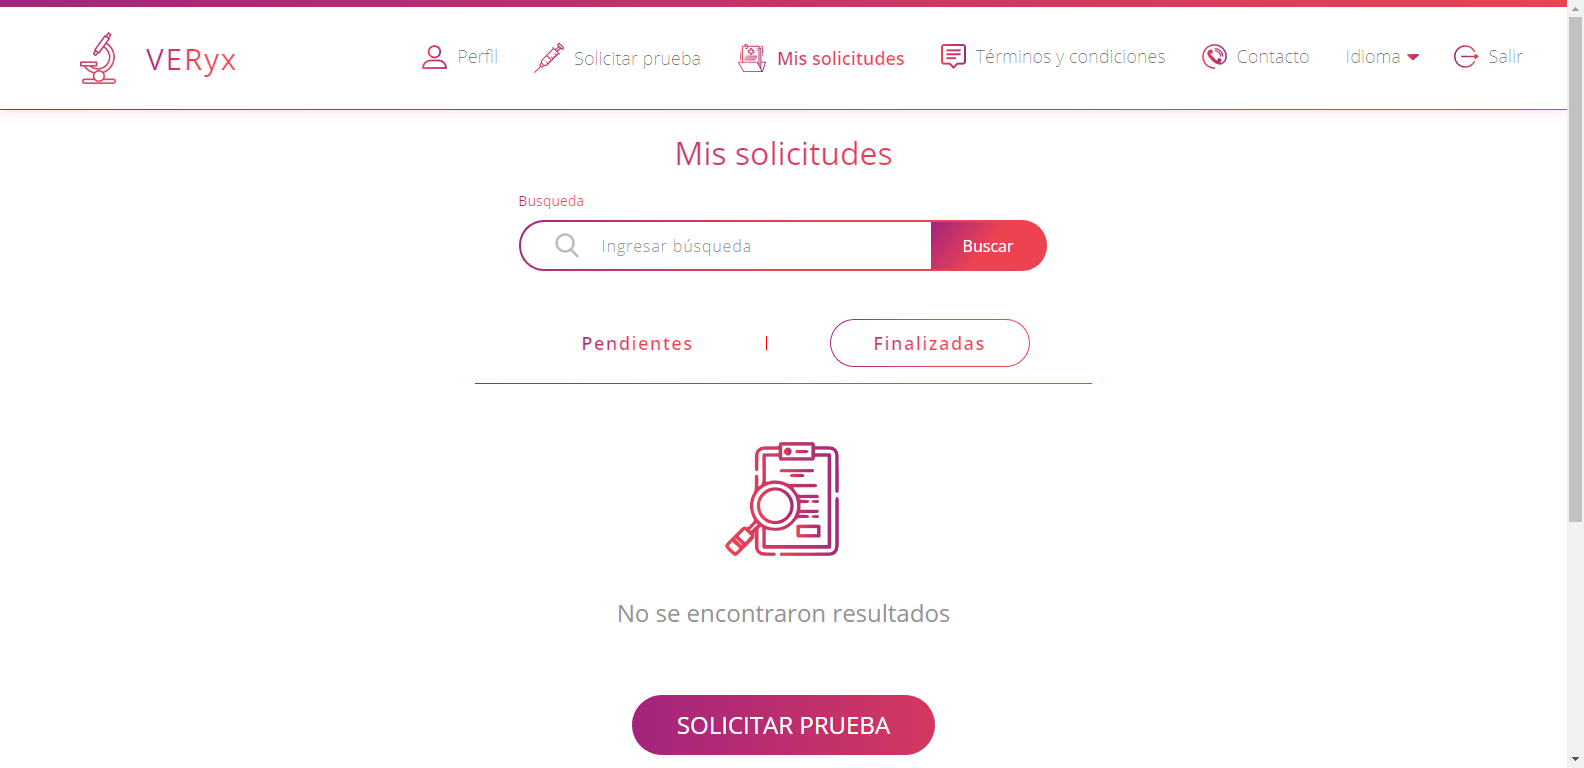 VERyx
Perfil
Solicitar prueba
Mis solicitudes
Términos y condiciones
Contacto
Idioma
Salir
Mis solicitudes
Busqueda
Ingresar búsqueda
Buscar
Pendientes
Finalizadas
No se encontraron resultados
SOLICITAR PRUEBA